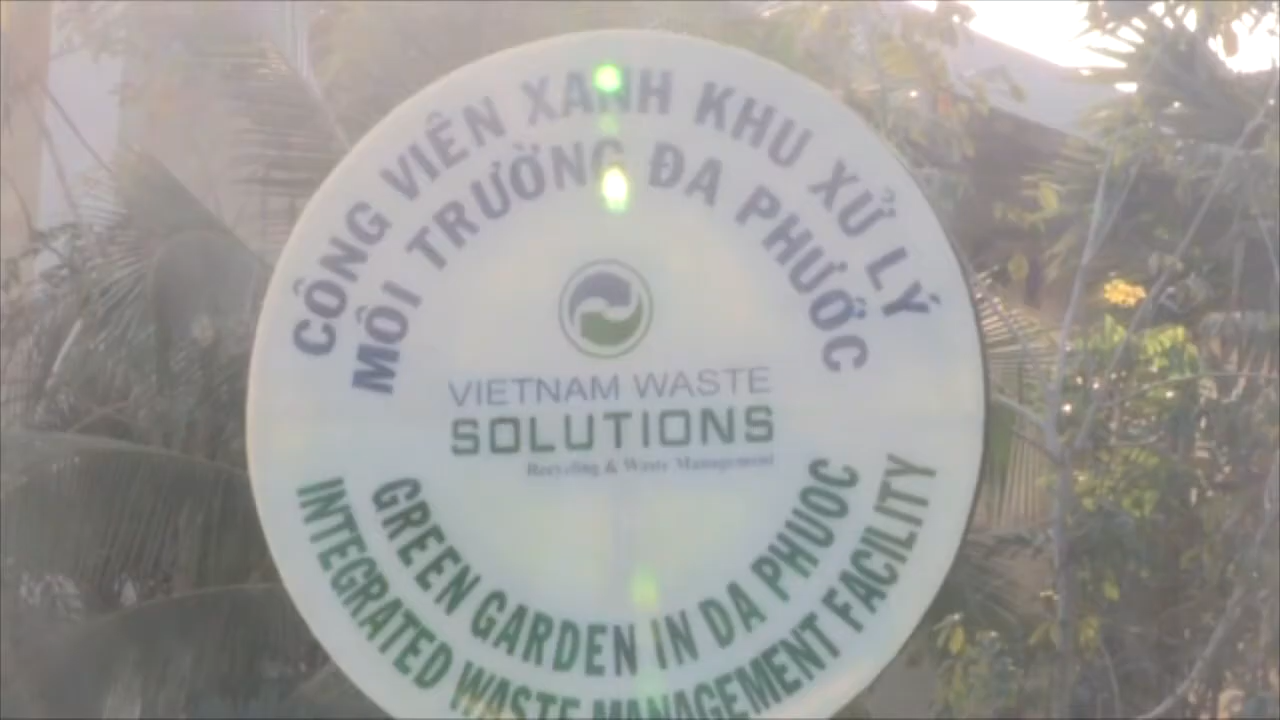 CÔNG VIÊN XANH KHU XỬ LÝ
MÔI TRƯỜNG ĐA PHƯỚC
VIETNAM WASTE
SOLUTIONS
Recycling & Waste Management
GREEN GARDEN IN DA PHUOC
INTEGRATED WASTE MANAGEMENT FACILITY